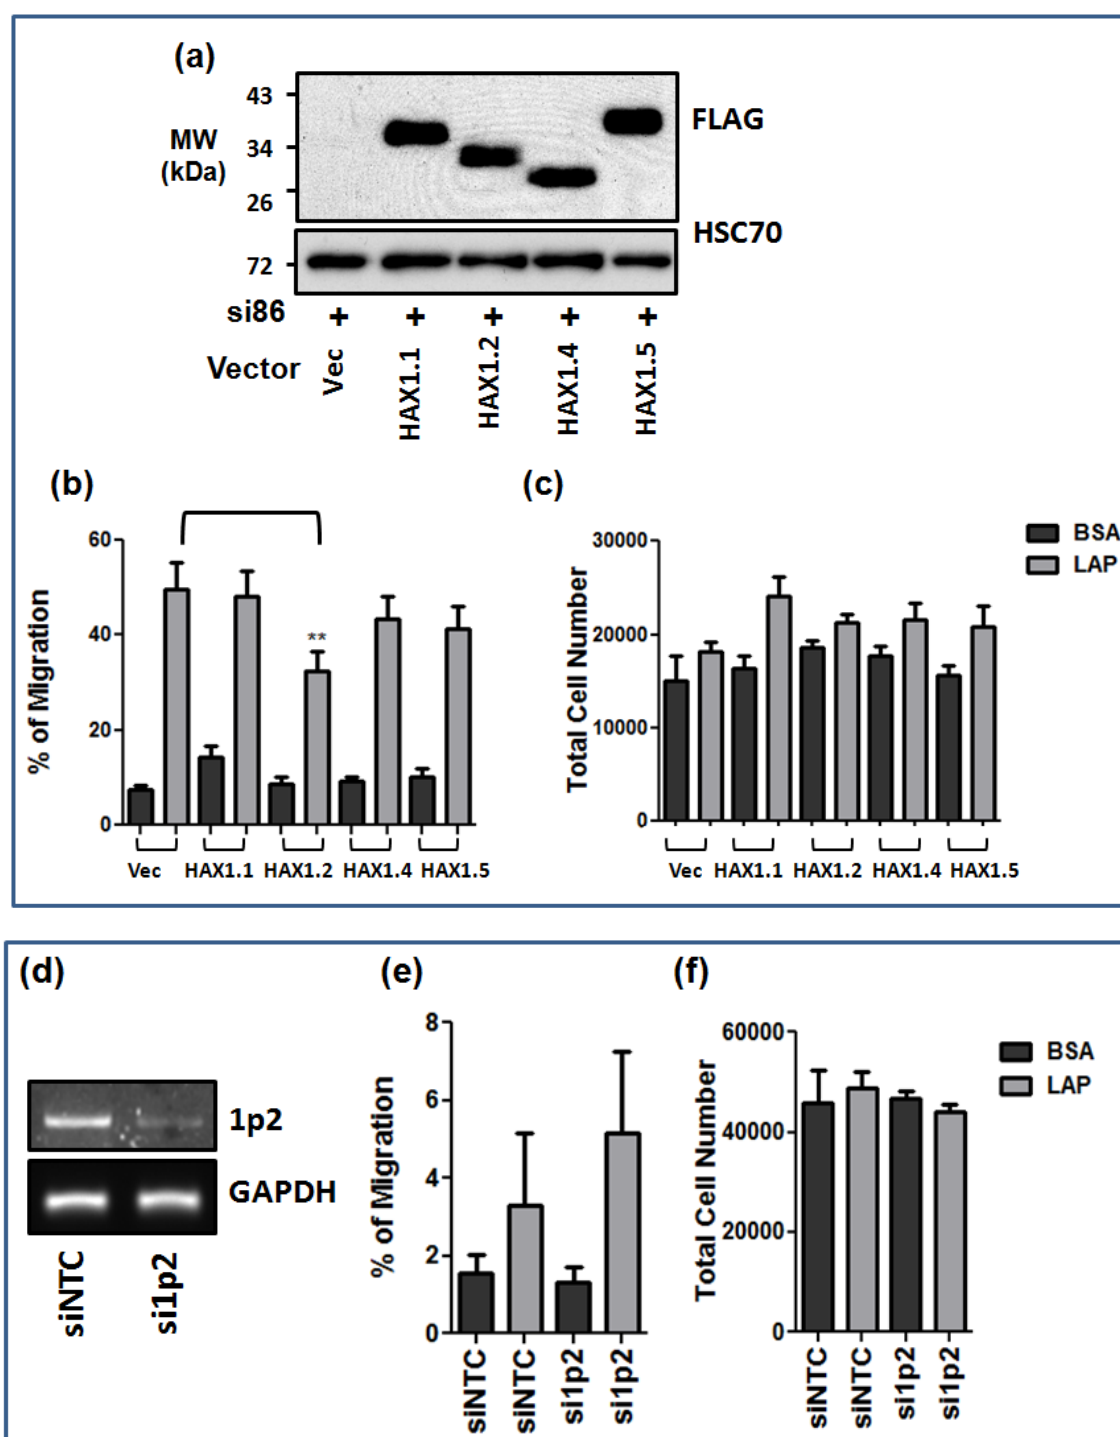 (a)
43
34
26
MW
(kDa)
FLAG
72
HSC70
si86 + + + + +
Vector Vec HAX1.1 HAX1.2 HAX1.4 HAX1.5
(b)
% of Migration
60
40
20
0
**
Vec HAX1.1 HAX1.2 HAX1.4 HAX1.5
(c)
Total Cell Number
30000
20000
10000
0
BSA
LAP
Vec HAX1.1 HAX1.2 HAX1.4 HAX1.5
(d)
1p2
GAPDH
siNTC si1p2
(e)
% of Migration
8
6
4
2
0
siNTC siNTC si1p2 si1p2
(f)
Total Cell Number
60000
40000
20000
0
BSA
LAP
siNTC siNTC si1p2 si1p2